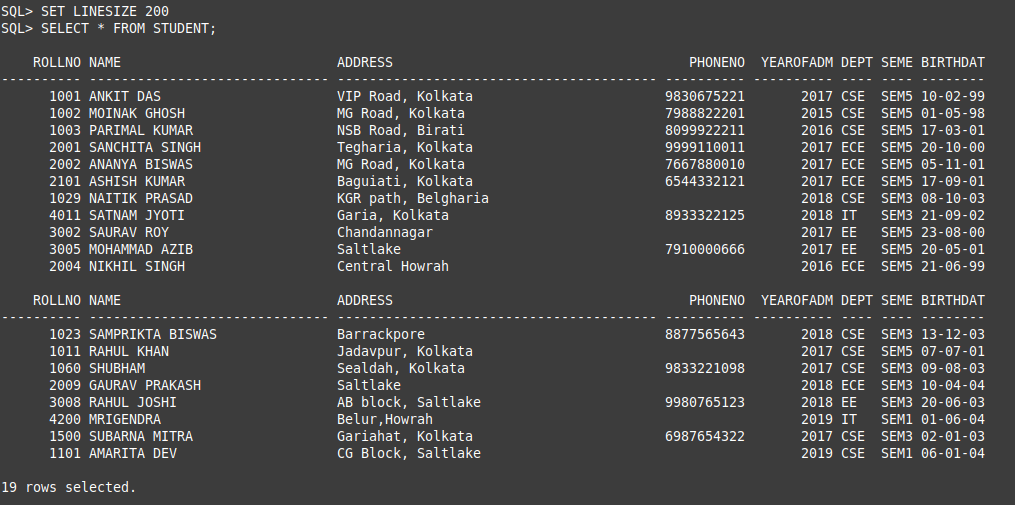 SQL> SET LINESIZE 200
SQL> SELECT * FROM STUDENT;
    ROLLNO NAME                           ADDRESS                                     PHONENO  YEAROFADM DEPT SEME BIRTHDAT
---------- ------------------------------ ---------------------------------------- ---------- ---------- ---- ---- --------
      1001 ANKIT DAS                      VIP Road, Kolkata                        9830675221       2017 CSE  SEM5 10-02-99
      1002 MOINAK GHOSH                   MG Road, Kolkata                         7988822201       2015 CSE  SEM5 01-05-98
      1003 PARIMAL KUMAR                  NSB Road, Birati                         8099922211       2016 CSE  SEM5 17-03-01
      2001 SANCHITA SINGH                 Tegharia, Kolkata                        9999110011       2017 ECE  SEM5 20-10-00
      2002 ANANYA BISWAS                  MG Road, Kolkata                         7667880010       2017 ECE  SEM5 05-11-01
      2101 ASHISH KUMAR                   Baguiati, Kolkata                        6544332121       2017 ECE  SEM5 17-09-01
      1029 NAITIK PRASAD                  KGR path, Belgharia                                       2018 CSE  SEM3 08-10-03
      4011 SATNAM JYOTI                   Garia, Kolkata                           8933322125       2018 IT   SEM3 21-09-02
      3002 SAURAV ROY                     Chandannagar                                              2017 EE   SEM5 23-08-00
      3005 MOHAMMAD AZIB                  Saltlake                                 7910000666       2017 EE   SEM5 20-05-01
      2004 NIKHIL SINGH                   Central Howrah                                            2016 ECE  SEM5 21-06-99
    ROLLNO NAME                           ADDRESS                                     PHONENO  YEAROFADM DEPT SEME BIRTHDAT
---------- ------------------------------ ---------------------------------------- ---------- ---------- ---- ---- --------
      1023 SAMPRIKTA BISWAS               Barrackpore                              8877565643       2018 CSE  SEM3 13-12-03
      1011 RAHUL KHAN                     Jadavpur, Kolkata                                         2017 CSE  SEM5 07-07-01
      1060 SHUBHAM                        Sealdah, Kolkata                         9833221098       2017 CSE  SEM3 09-08-03
      2009 GAURAV PRAKASH                 Saltlake                                                  2018 ECE  SEM3 10-04-04
      3008 RAHUL JOSHI                    AB block, Saltlake                       9980765123       2018 EE   SEM3 20-06-03
      4200 MRIGENDRA                      Belur,Howrah                                              2019 IT   SEM1 01-06-04
      1500 SUBARNA MITRA                  Gariahat, Kolkata                        6987654322       2017 CSE  SEM3 02-01-03
      1101 AMARITA DEV                    CG Block, Saltlake                                        2019 CSE  SEM1 06-01-04
19 rows selected.